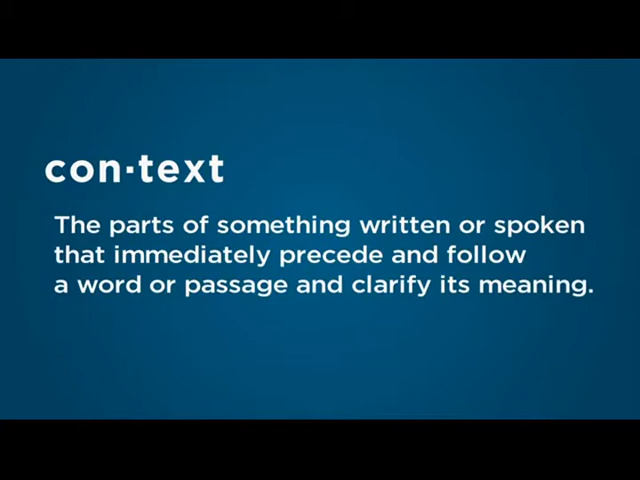 con·text
The parts of something written or spoken
that immediately precede and follow
a word or passage and clarify its meaning.